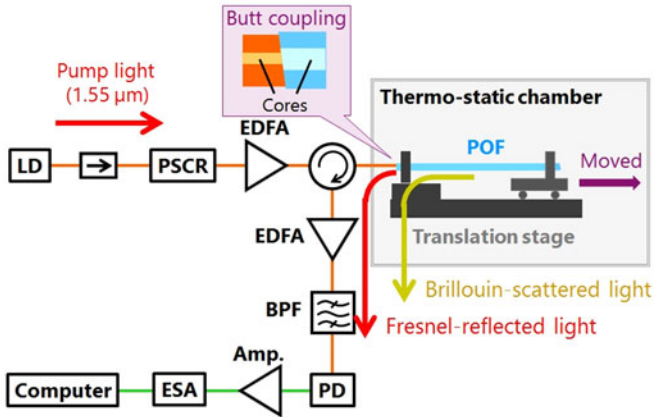 Butt coupling
Cores
Pump light
(1.55 μm)
Thermo-static chamber
EDFA
POF
LD
PSCR
Moved
EDFA
Translation stage
Brillouin-scattered light
BPF
Fresnel-reflected light
Amp.
Computer
ESA
PD